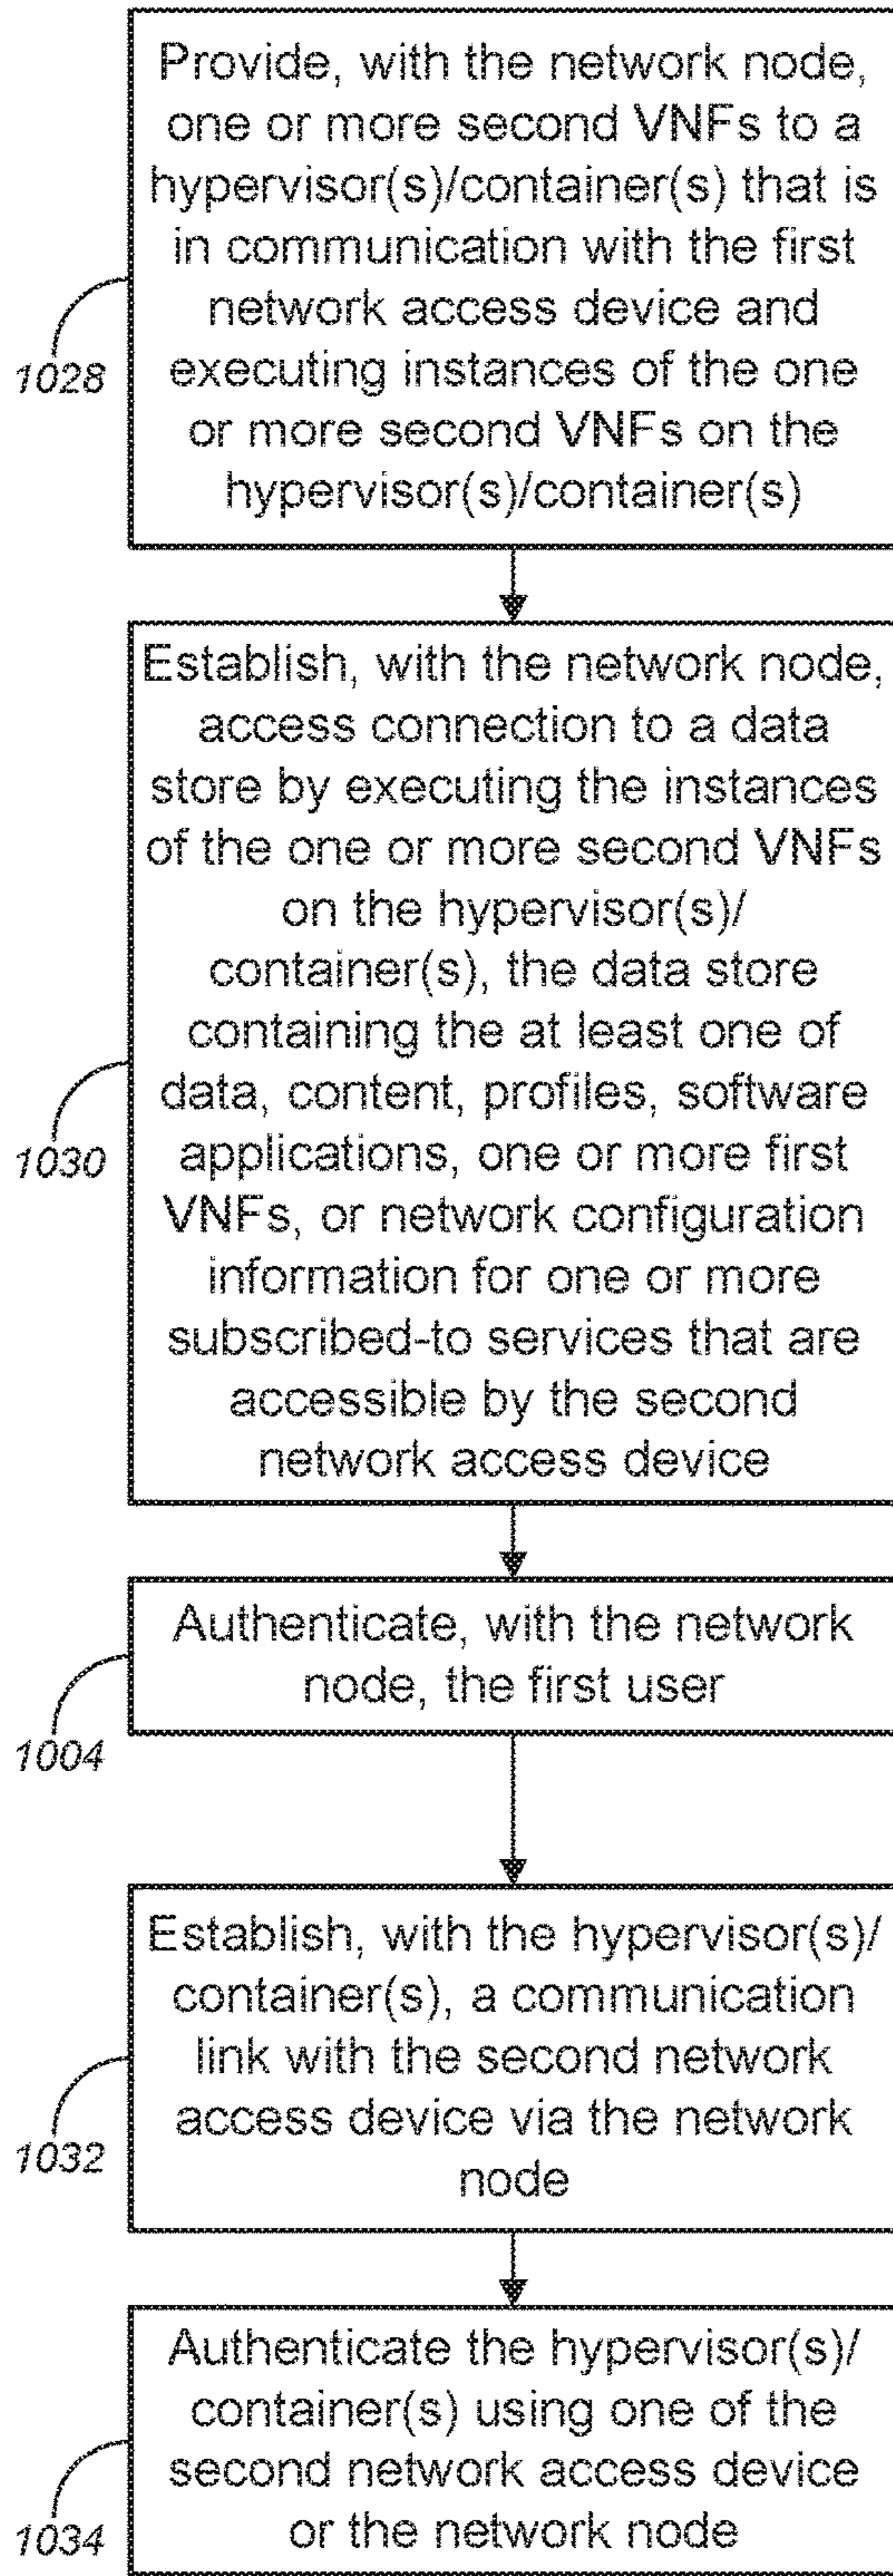 Provide, with the network node,
one or more second VNFs to a
hypervisor(s)/container(s) that is
in communication with the first
network access device and
executing instances of the one
or more second VNFs on the
hypervisor(s)/container(s)
1028
Establish, with the network node,
access connection to a data
store by executing the instances
of the one or more second VNFs
on the hypervisor(s)/
container(s), the data store
containing the at least one of
data, content, profiles, software
applications, one or more first
VNFs, or network configuration
information for one or more
subscribed-to services that are
accessible by the second
network access device
1030
Authenticate, with the network
node, the first user
1004
Establish, with the hypervisor(s)/
container(s), a communication
link with the second network
access device via the network
node
1032
Authenticate the hypervisor(s)/
container(s) using one of the
second network access device
or the network node
1034